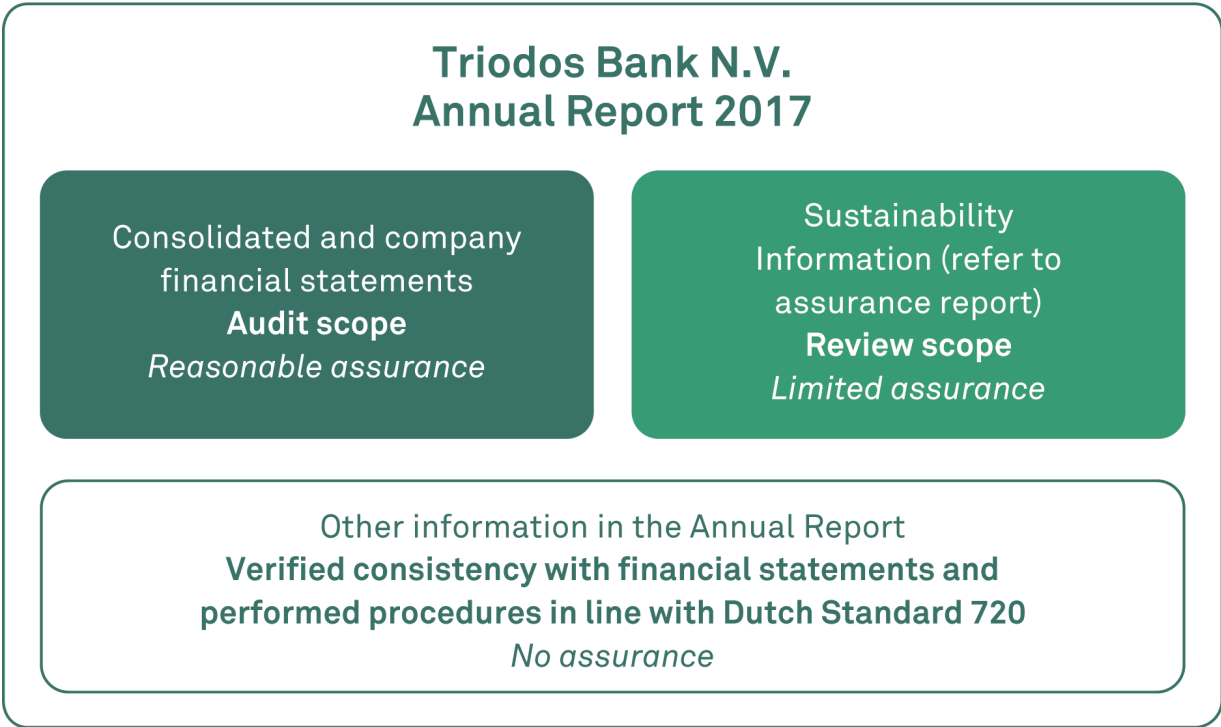 Triodos Bank N.V.
Annual Report 2017
Consolidated and company
financial statements
Audit scope
Reasonable assurance
Sustainability
Information (refer to
assurance report)
Review scope
Limited assurance
Other information in the Annual Report
Verified consistency with financial statements and
performed procedures in line with Dutch Standard 720
No assurance